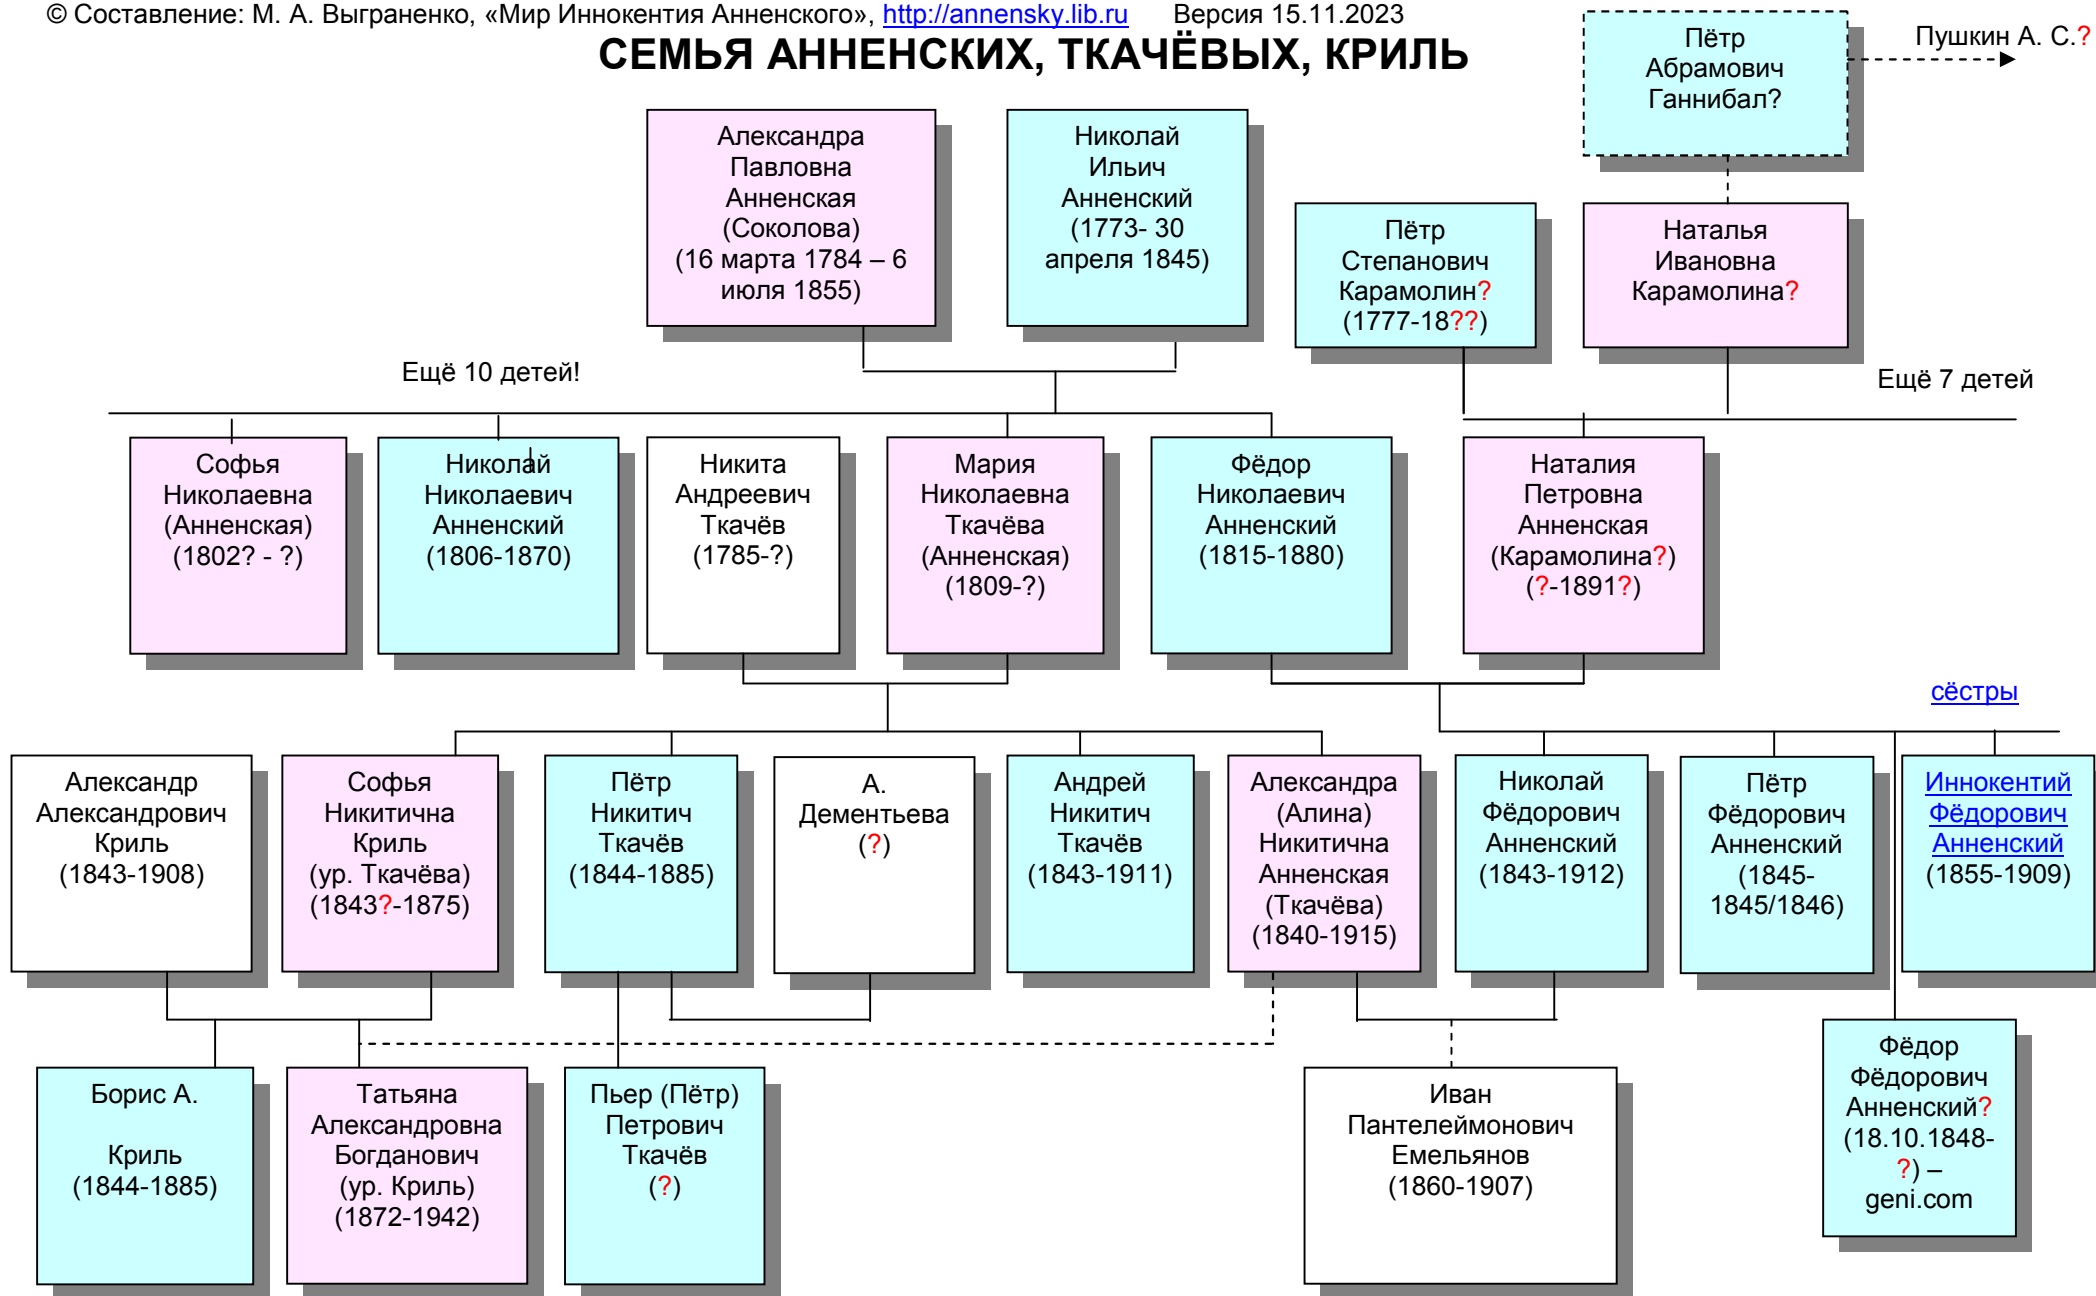 © Составление: М. А. Выграненко, «Мир Иннокентия Анненского», http://annensky.lib.ru Версия 15.11.2023
СЕМЬЯ АННЕНСКИХ, ТКАЧЁВЫХ, КРИЛЬ
Пётр
Абрамович
Ганнибал?
Пушкин А. С.?
Александра
Павловна
Анненская
(Соколова)
(16 марта 1784 – 6
июля 1855)
Николай
Ильич
Анненский
(1773- 30
апреля 1845)
Пётр
Степанович
Карамолин?
(1777-18??)
Наталья
Ивановна
Карамолина?
Ещё 10 детей!
Ещё 7 детей
Софья
Николаевна
(Анненская)
(1802? - ?)
Николай
Николаевич
Анненский
(1806-1870)
Никита
Андреевич
Ткачёв
(1785-?)
Мария
Николаевна
Ткачёва
(Анненская)
(1809-?)
Фёдор
Николаевич
Анненский
(1815-1880)
Наталия
Петровна
Анненская
(Карамолина?)
(?-1891?)
сёстры
Александр
Александрович
Криль
(1843-1908)
Софья
Никитична
Криль
(ур. Ткачёва)
(1843?-1875)
Пётр
Никитич
Ткачёв
(1844-1885)
А.
Дементьева
(?)
Андрей
Никитич
Ткачёв
(1843-1911)
Александра
(Алина)
Никитична
Анненская
(Ткачёва)
(1840-1915)
Николай
Фёдорович
Анненский
(1843-1912)
Пётр
Фёдорович
Анненский
(1845-
1845/1846)
Иннокентий
Фёдорович
Анненский
(1855-1909)
Борис А.
Криль
(1844-1885)
Татьяна
Александровна
Богданович
(ур. Криль)
(1872-1942)
Пьер (Пётр)
Петрович
Ткачёв
(?)
Иван
Пантелеймонович
Емельянов
(1860-1907)
Фёдор
Фёдорович
Анненский?
(18.10.1848-
?) –
geni.com